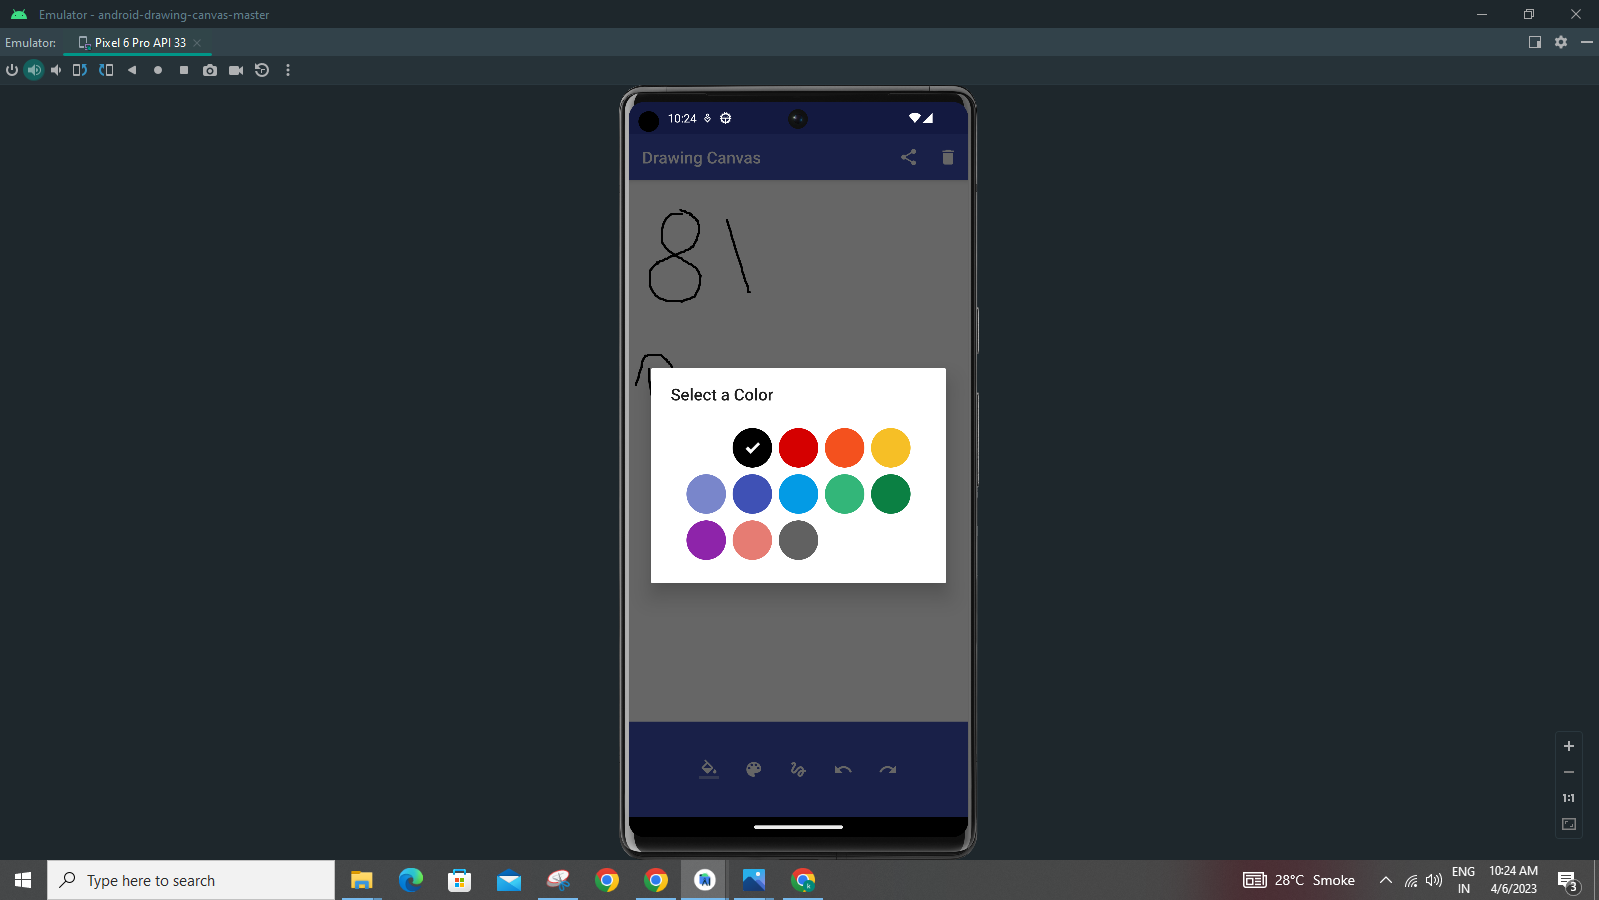 Emulator - android-drawing-canvas-master
Emulator: Pixel 6 Pro API 33
10:24
Drawing Canvas
8 \
Select a Color
1:1
Type here to search
AI
k
28°C Smoke
ENG
IN
10:24 AM
4/6/2023
3